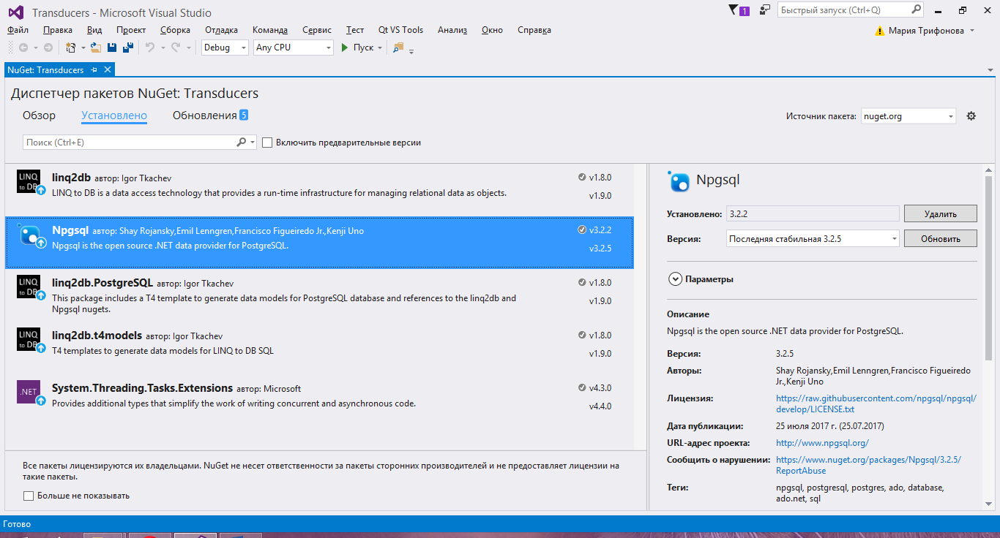 Transducers - Microsoft Visual Studio
1
Быстрый запуск (Ctrl+Q)
Файл Правка Вид Проект Сборка Отладка Команда Сервис Тест Qt VS Tools Анализ Окно Справка
Мария Трифонова
Debug Any CPU Пуск
NuGet: Transducers
Диспетчер пакетов NuGet: Transducers
Обзор Установлено Обновления 5
Источник пакета: nuget.org
Поиск (Ctrl+E)
Включить предварительные версии
LINQ to DB
linq2db автор: Igor Tkachev
v1.8.0
LINQ to DB is a data access technology that provides a run-time infrastructure for managing relational data as objects.
v1.9.0
Npgsql автор: Shay Rojansky,Emil Lenngren,Francisco Figueiredo Jr.,Kenji Uno
v3.2.2
Npgsql is the open source .NET data provider for PostgreSQL.
v3.2.5
LINQ to DB
linq2db.PostgreSQL автор: Igor Tkachev
v1.8.0
This package includes a T4 template to generate data models for PostgreSQL database and references to the linq2db and
Npgsql nugets.
v1.9.0
LINQ to DB
linq2db.t4models автор: Igor Tkachev
v1.8.0
T4 templates to generate data models for LINQ to DB SQL
v1.9.0
.NET
System.Threading.Tasks.Extensions автор: Microsoft
v4.3.0
Provides additional types that simplify the work of writing concurrent and asynchronous code.
v4.4.0
Все пакеты лицензируются их владельцами. NuGet не несет ответственности за пакеты сторонних производителей и не предоставляет лицензии на
такие пакеты.
Больше не показывать
Npgsql
Установлено: 3.2.2 Удалить
Версия: Последняя стабильная 3.2.5 Обновить
Параметры
Описание
Npgsql is the open source .NET data provider for PostgreSQL.
Версия: 3.2.5
Авторы: Shay Rojansky,Emil Lenngren,Francisco Figueiredo
Jr.,Kenji Uno
Лицензия: https://raw.githubusercontent.com/npgsql/npgsql/
develop/LICENSE.txt
Дата публикации: 25 июля 2017 г. (25.07.2017)
URL-адрес проекта: http://www.npgsql.org/
Сообщить о нарушении: https://www.nuget.org/packages/Npgsql/3.2.5/
ReportAbuse
Теги: npgsql, postgresql, postgres, ado, database,
ado.net, sql
Готово